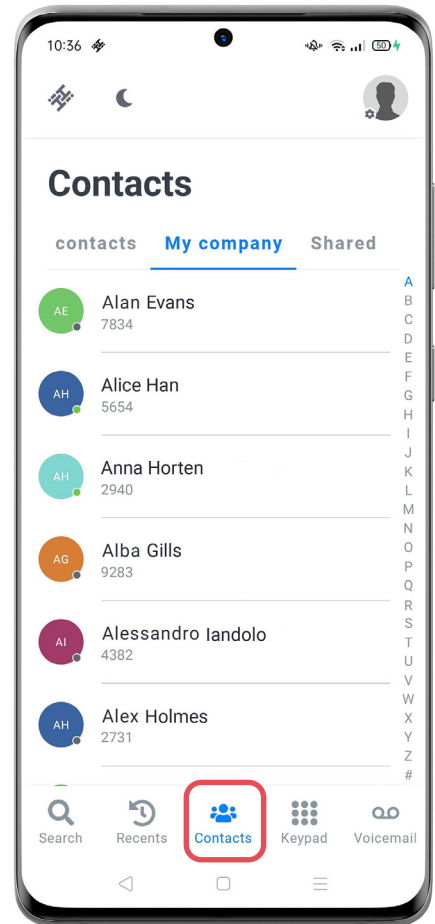 10:36
50
Contacts
contacts My company Shared
AE
Alan Evans
7834
AH
Alice Han
5654
AH
Anna Horten
2940
AG
Alba Gills
9283
AI
Alessandro Iandolo
4382
AH
Alex Holmes
2731
A
B
C
D
E
F
G
H
I
J
K
L
M
N
O
P
Q
R
S
T
U
V
W
X
Y
Z
#
Search Recents Contacts Keypad Voicemail